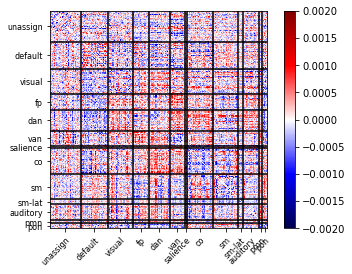 unassign
default
visual
fp
dan
van
salience
co
sm
sm-lat
auditory
pmn
pon
unassign
default
visual
fp
dan
van
salience
co
sm
sm-lat
auditory
0.0020
0.0015
0.0010
0.0005
0.0000
−0.0005
−0.0010
−0.0015
−0.0020